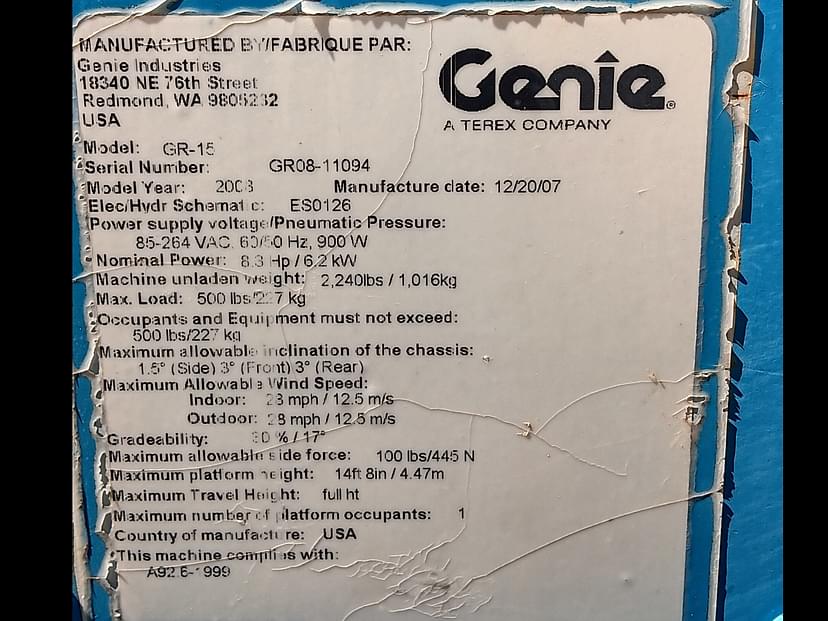 MANUFACTURED BY/FABRIQUE PAR:
Genie Industries
18340 NE 76th Street
Redmond, WA
USA
Genie®
A TEREX COMPANY
Model: GR-15
Serial Number: GR08-11094
Model Year: 2008 Manufacture date: 12/20/07
Elec/Hydr Schematic: ES0126
Power supply voltage/Pneumatic Pressure:
85-264 VAC, 60/50 Hz, 900 W
Nominal Power: 8.3 Hp / 6.2 kW
Machine unladen weight: 2,240lbs / 1,016kg
Max. Load: 500 lbs/227 kg
Occupants and Equipment must not exceed:
500 lbs/227 kg
Maximum allowable inclination of the chassis:
1.5° (Side) 3° (Front) 3° (Rear)
Maximum Allowable Wind Speed:
Indoor: 28 mph / 12.5 m/s
Outdoor: 28 mph / 12.5 m/s
Gradeability: 30 % / 17°
Maximum allowable side force: 100 lbs/445 N
Maximum platform height: 14ft 8in / 4.47m
Maximum Travel Height: full ht
Maximum number of platform occupants: 1
Country of manufacture: USA
This machine complies with:
A92.6-1999